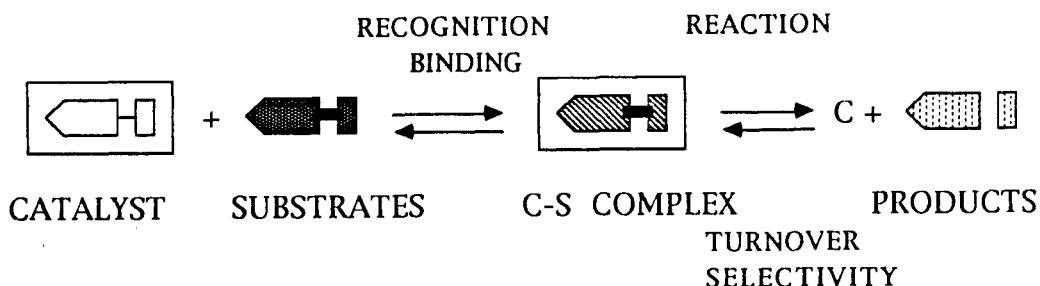 RECOGNITION
BINDING
REACTION
+
C +
CATALYST
SUBSTRATES
C-S COMPLEX
PRODUCTS
TURNOVER
SELECTIVITY